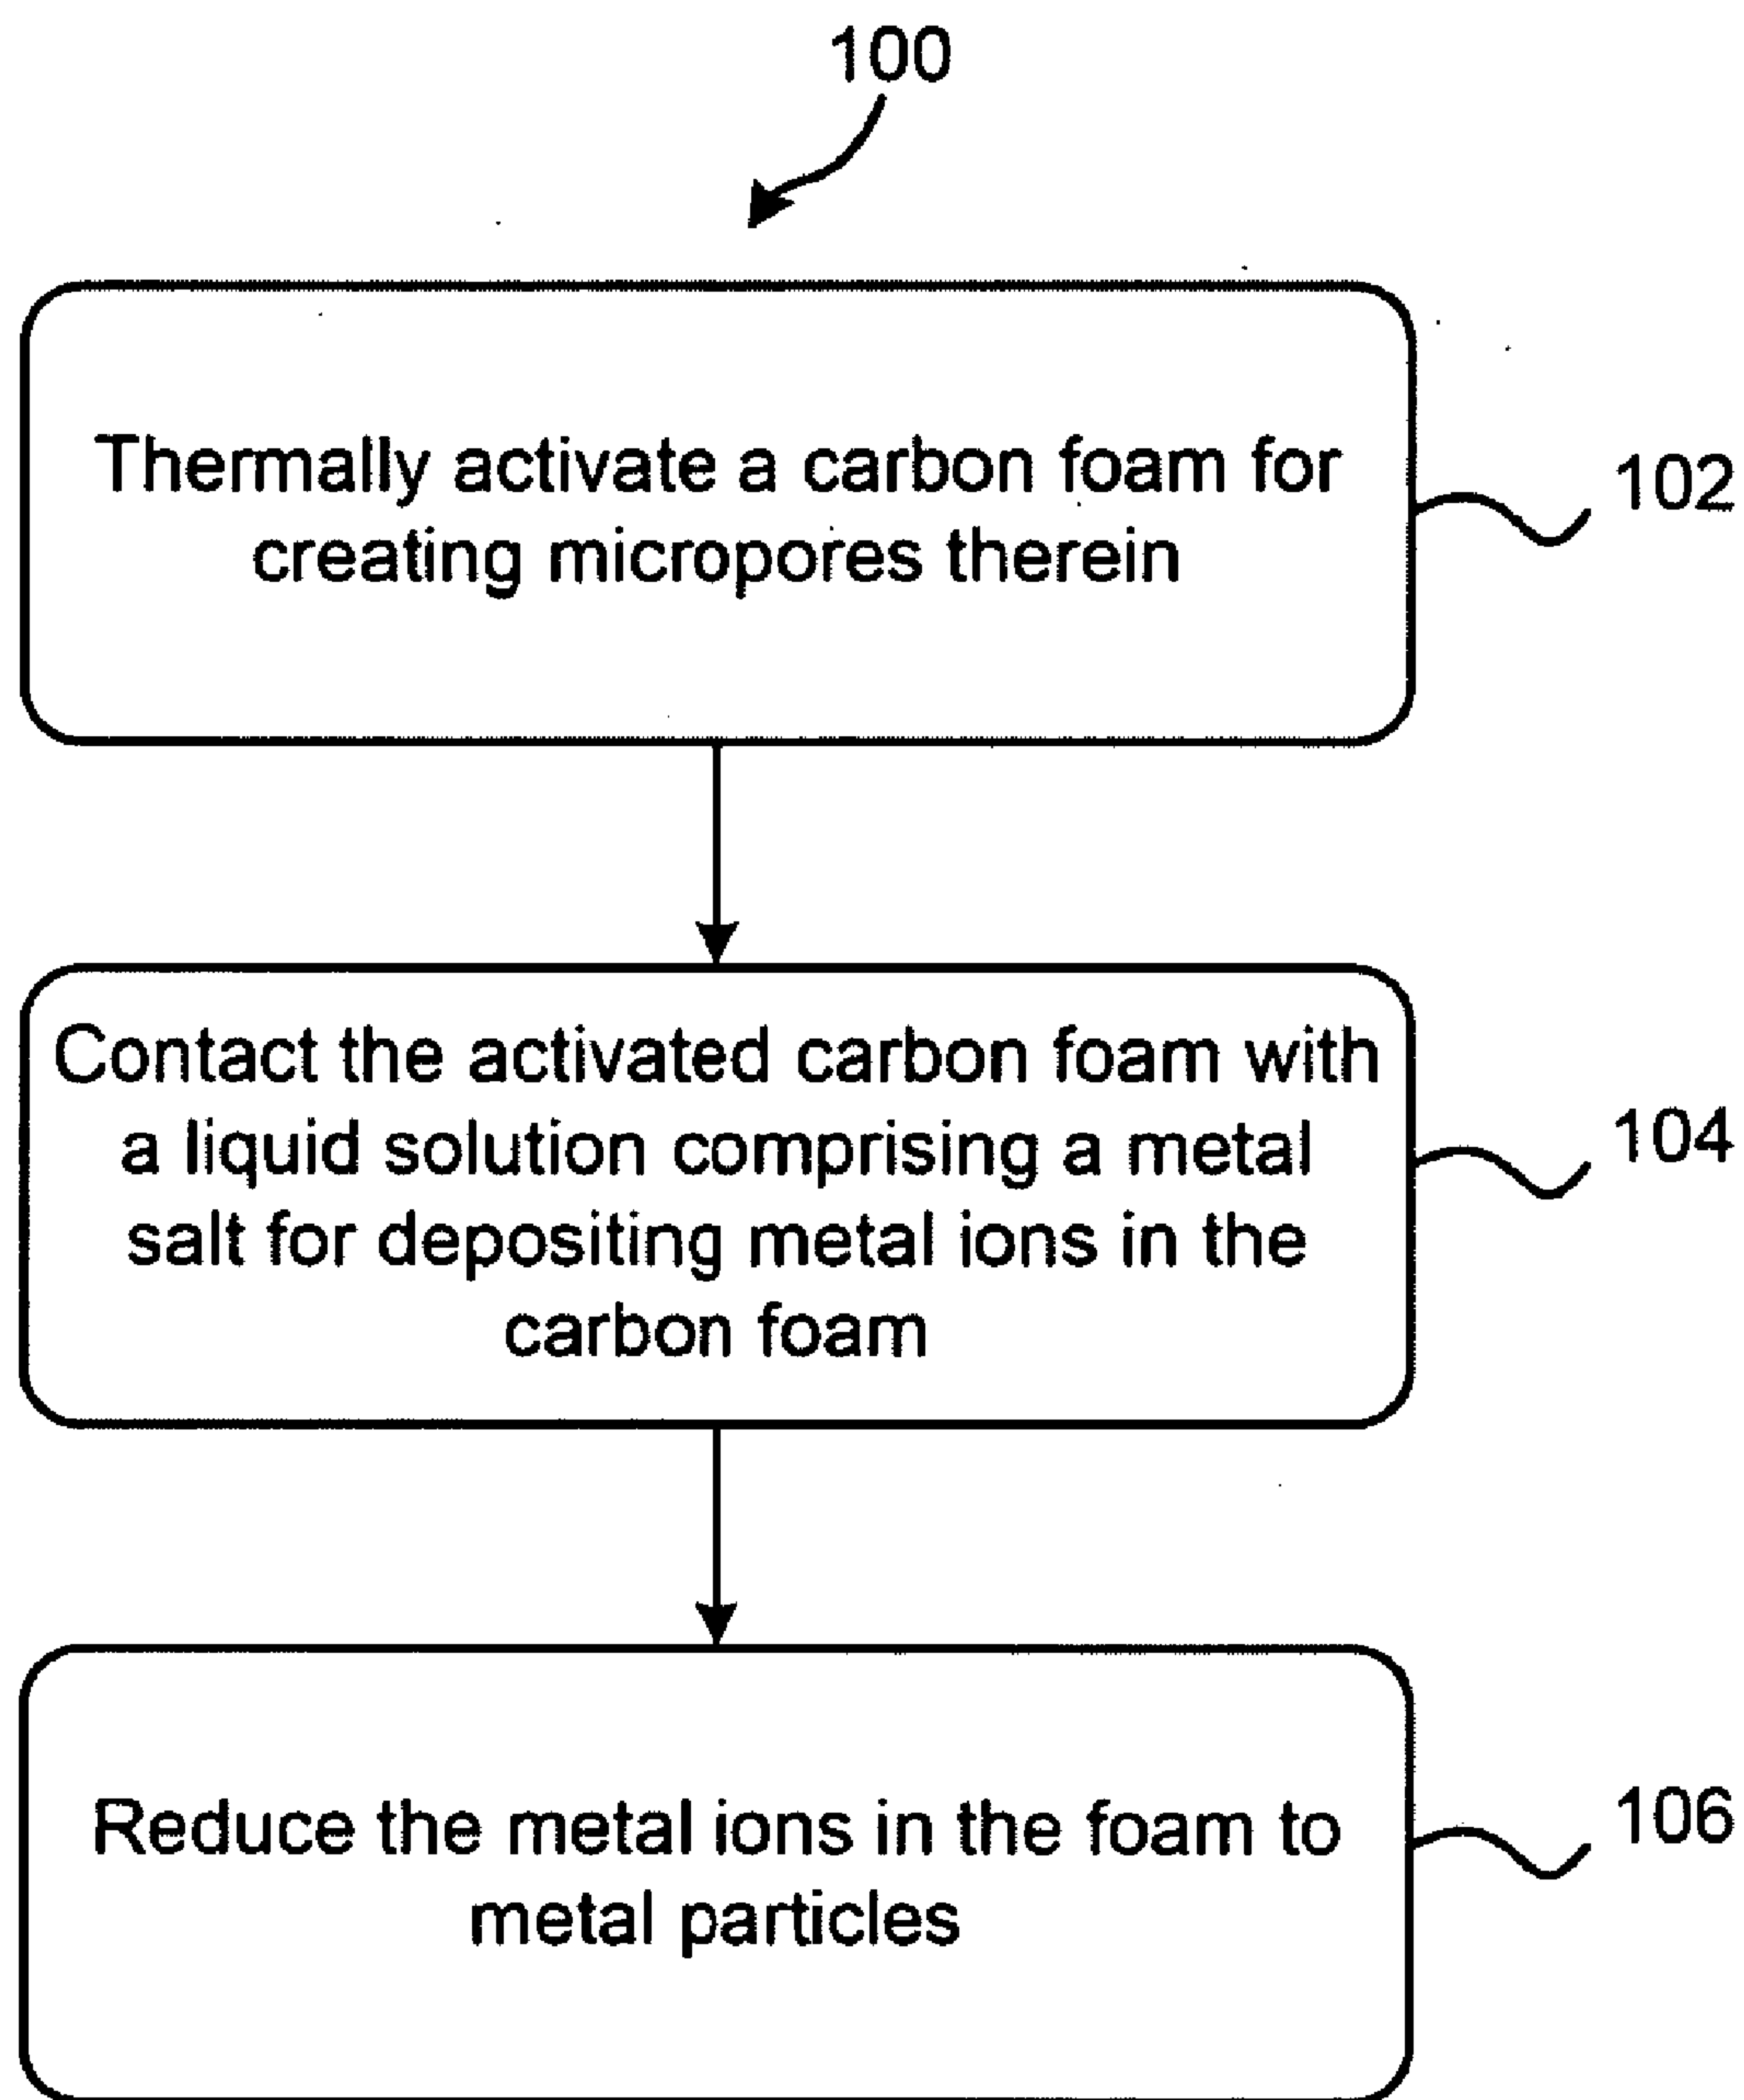 100
Thermally activate a carbon foam for
creating micropores therein
102
Contact the activated carbon foam with
a liquid solution comprising a metal
salt for depositing metal ions in the
carbon foam
104
Reduce the metal ions in the foam to
metal particles
106